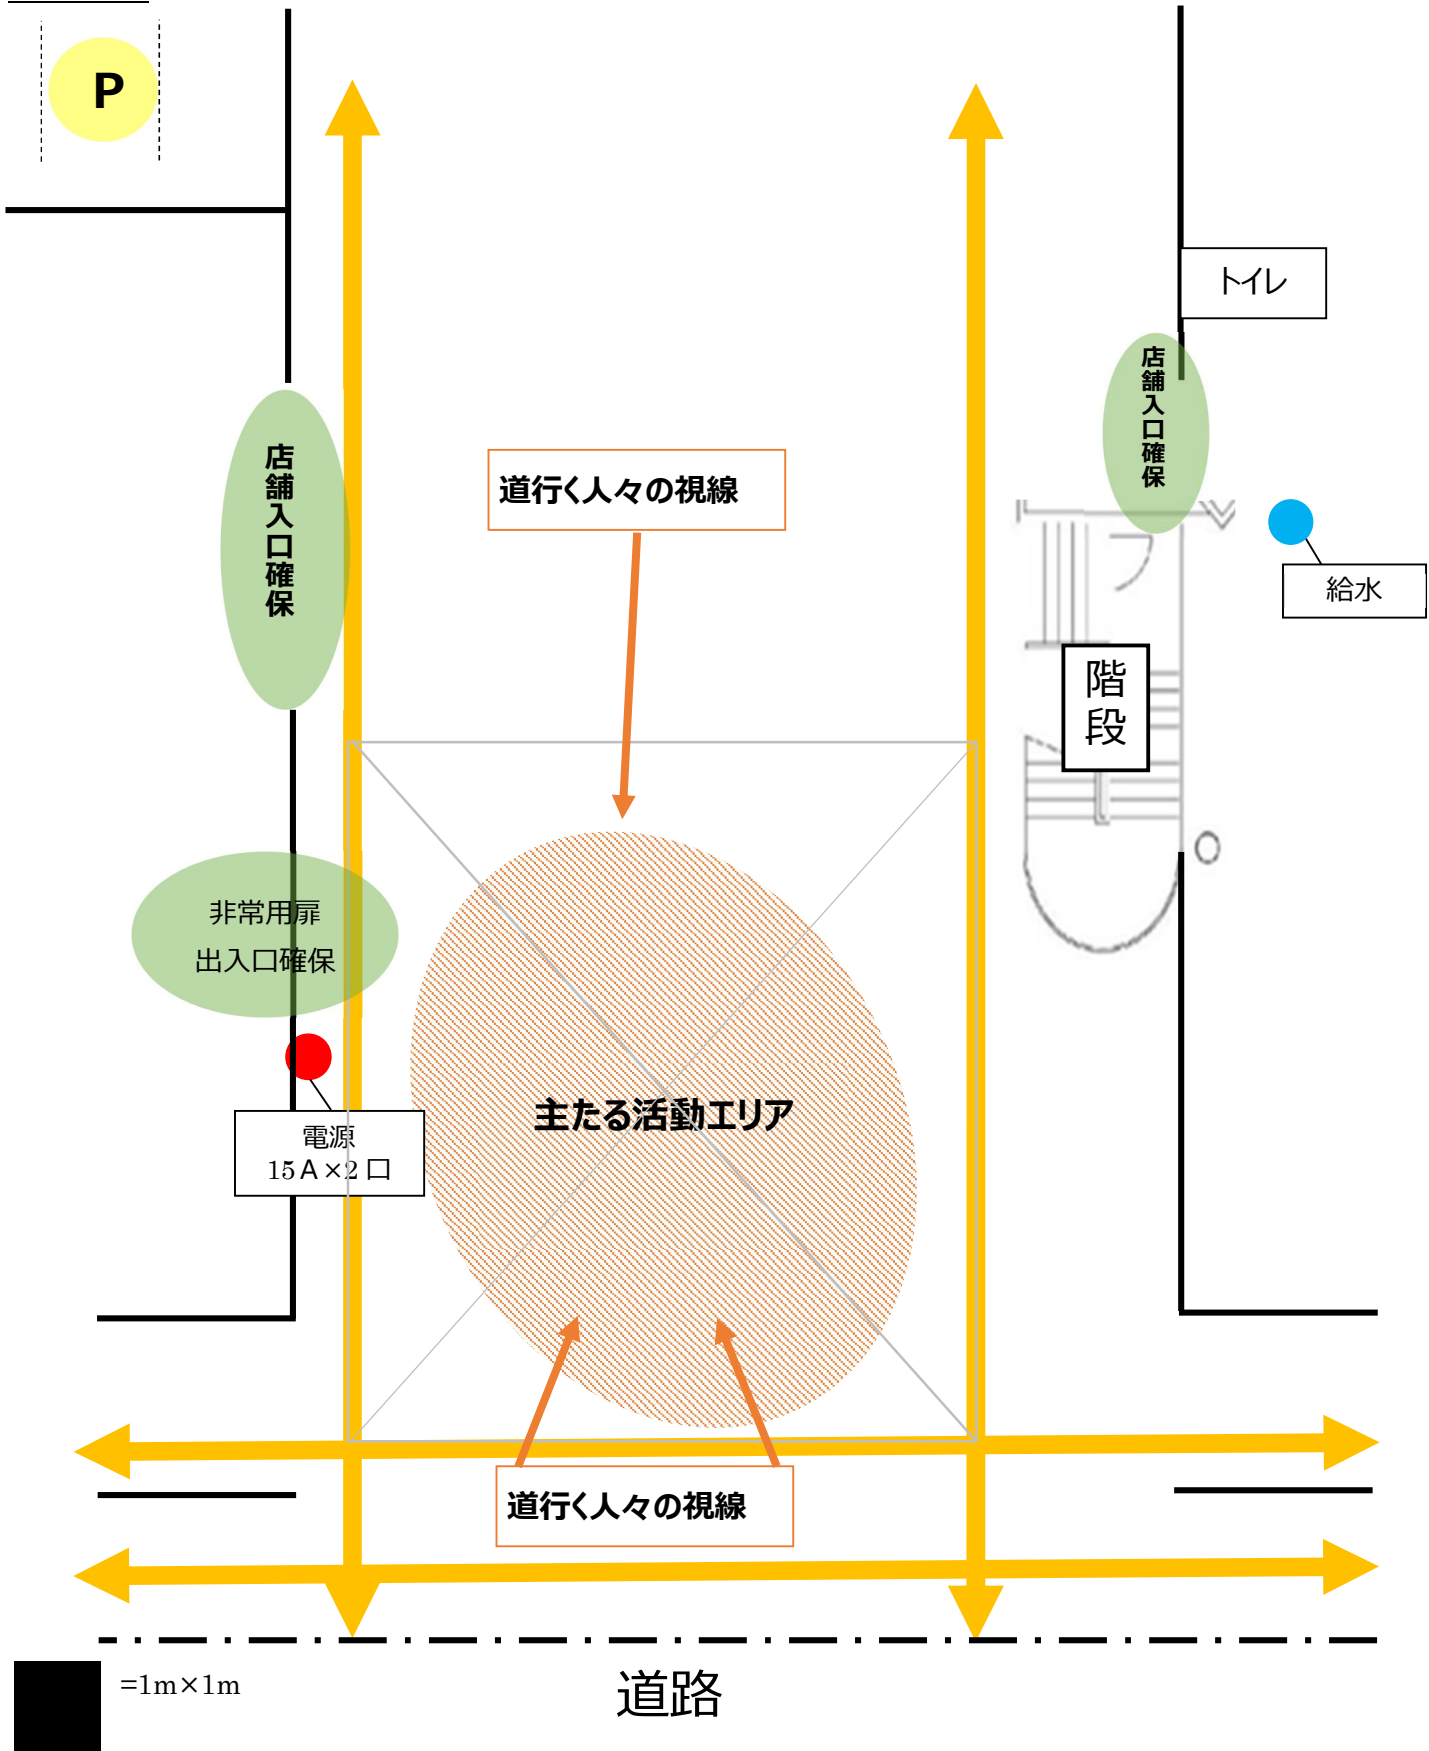 P
トイレ
店舗入口確保
店舗入口確保
道行く人々の視線
給水
階段
非常用扉
出入口確保
主たる活動エリア
電源
15A×2口
道行く人々の視線
道路
=1m×1m